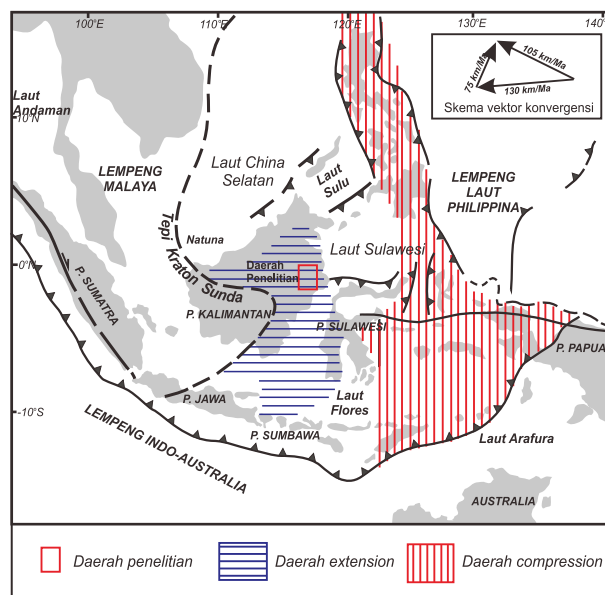 100°E
110°E
120°E
130°E
140°
105 km/Ma
75 km/Ma
130 km/Ma
Skema vektor konvergensi
Laut
Andaman
10°N
LEMPENG
MALAYA
Laut China
Selatan
Laut
Sulu
LEMPENG
LAUT
PHILIPPINA
Tepi Kraton Sunda
Natuna
Laut Sulawesi
0°N
Daerah
Penelitian
P. SUMATRA
P. KALIMANTAN
P. SULAWESI
P. PAPUA
P. JAWA
Laut
Flores
-10°S
P. SUMBAWA
Laut Arafura
LEMPENG INDO-AUSTRALIA
AUSTRALIA
Daerah penelitian
Daerah extension
Daerah compression